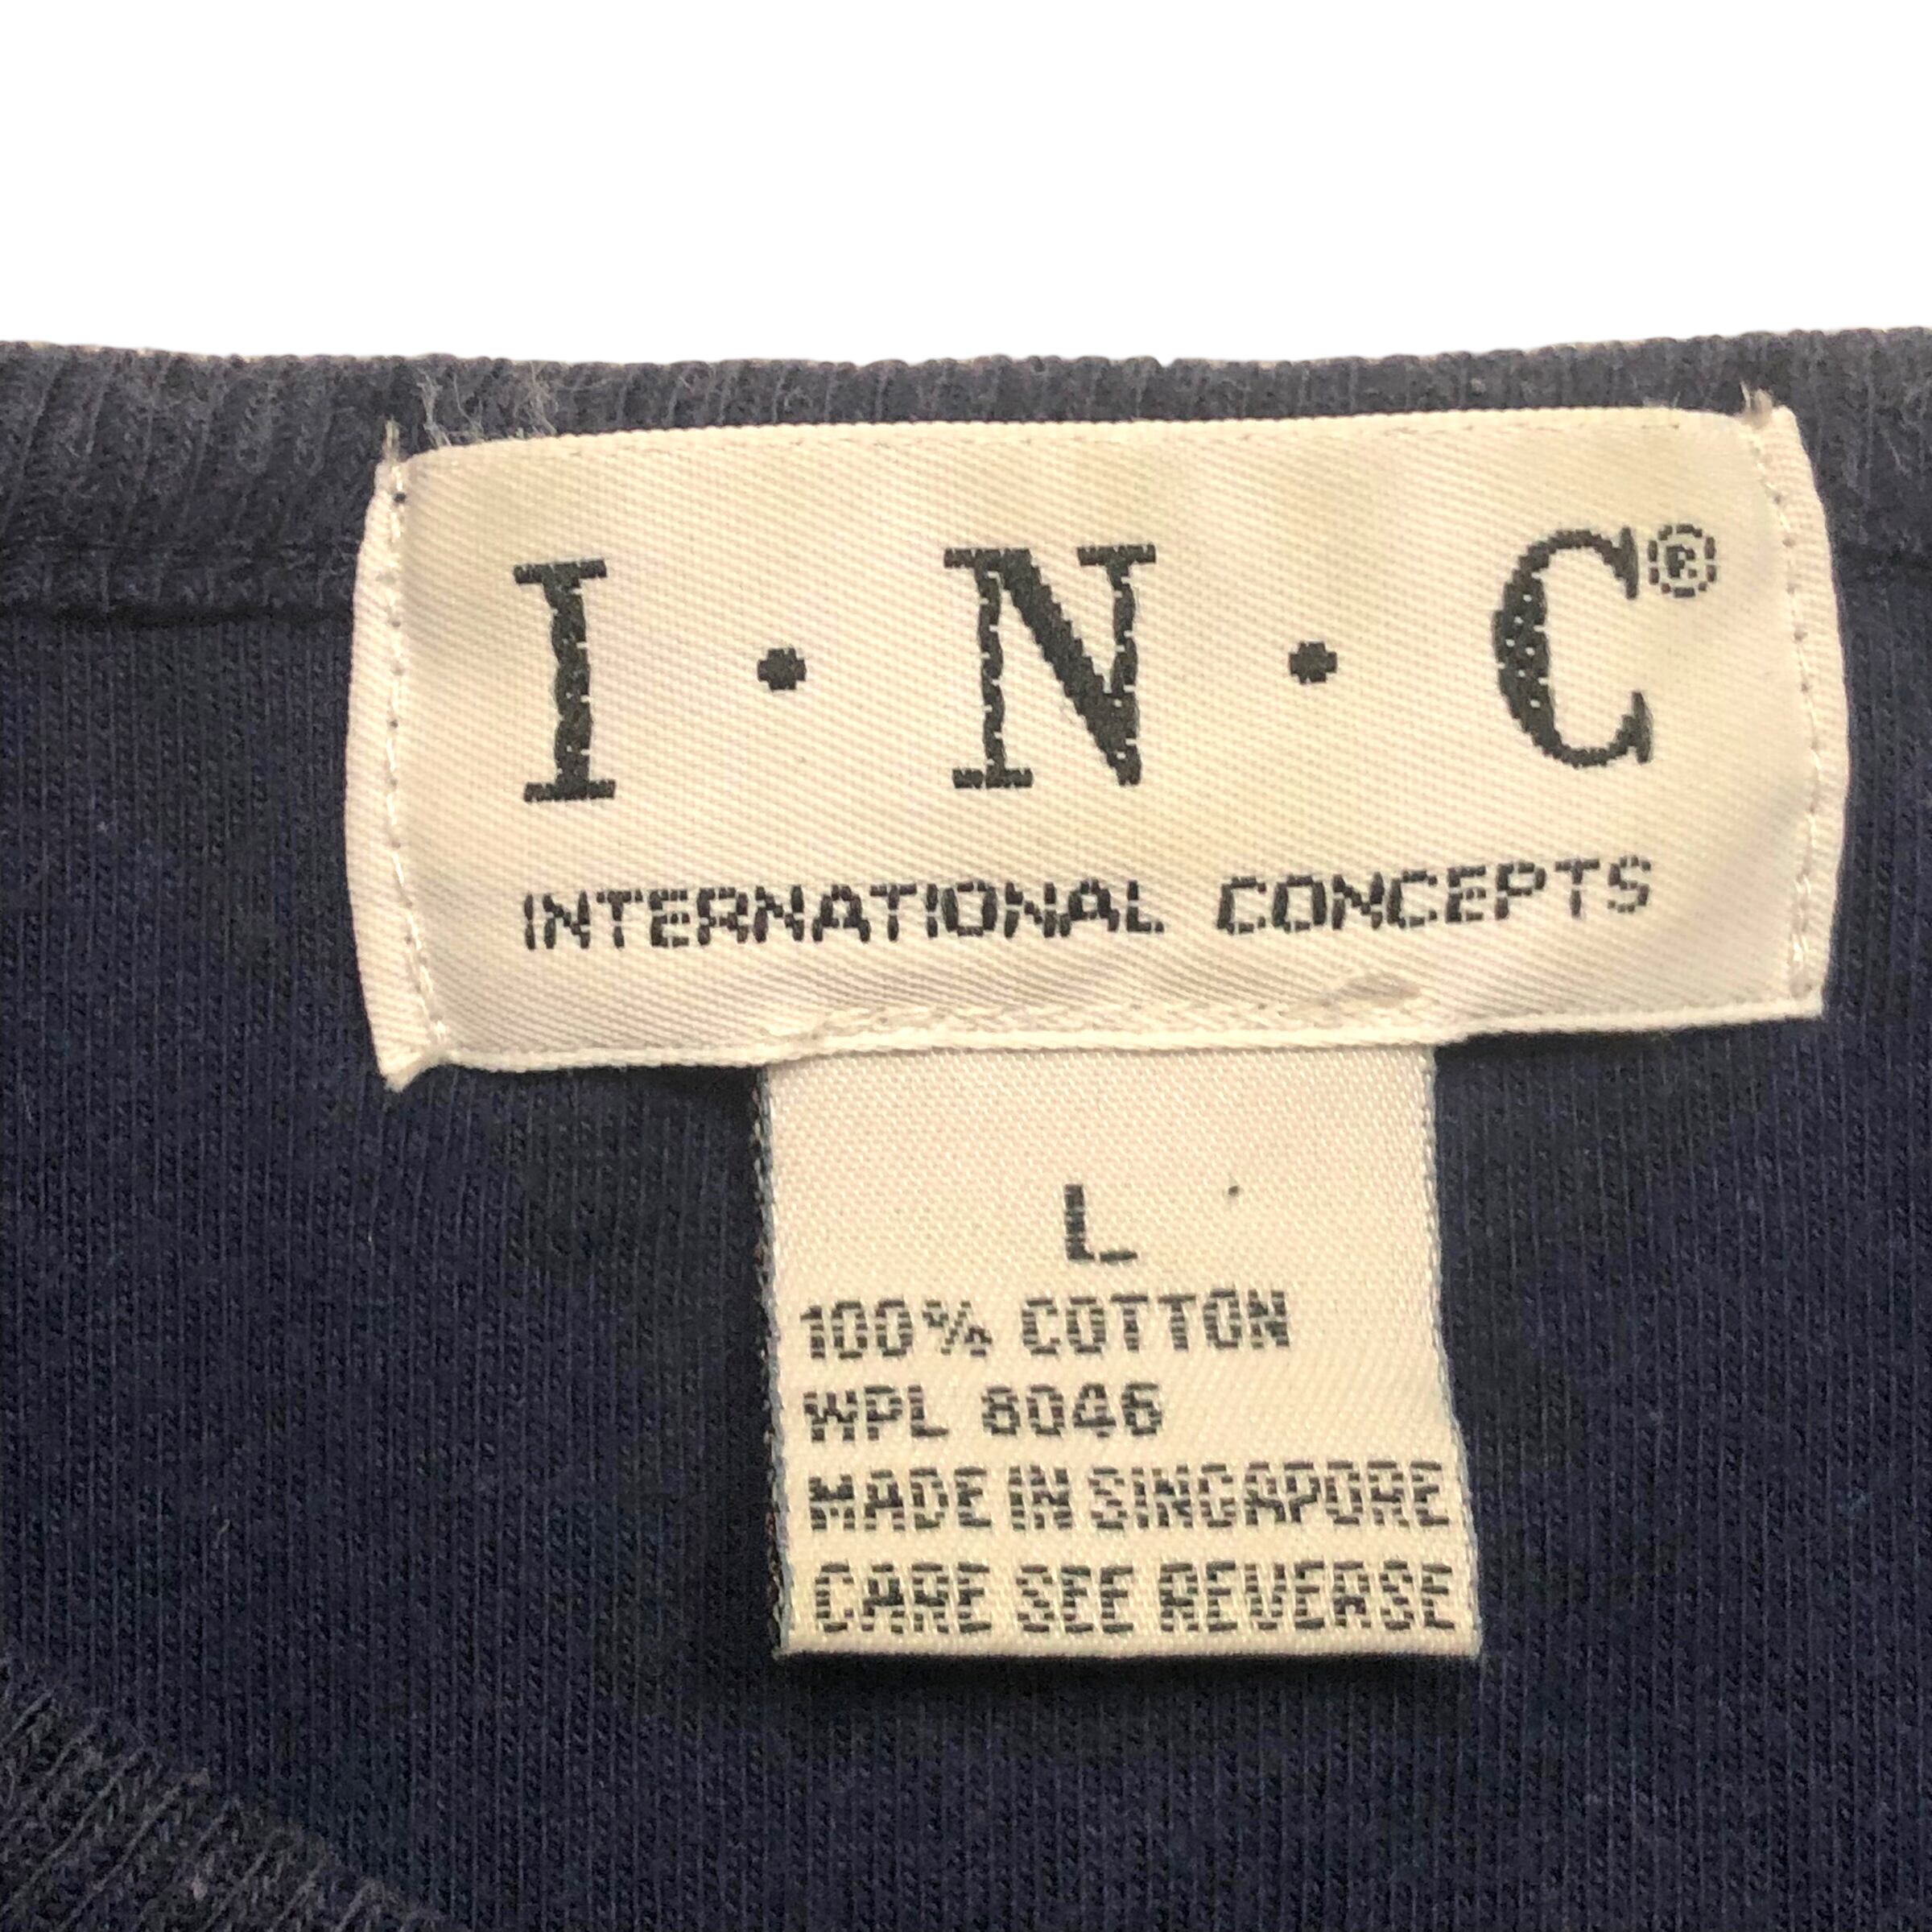 I · N · C®
INTERNATIONAL CONCEPTS
L
100% COTTON
WPL 8046
MADE IN SINGAPORE
CARE SEE REVERSE